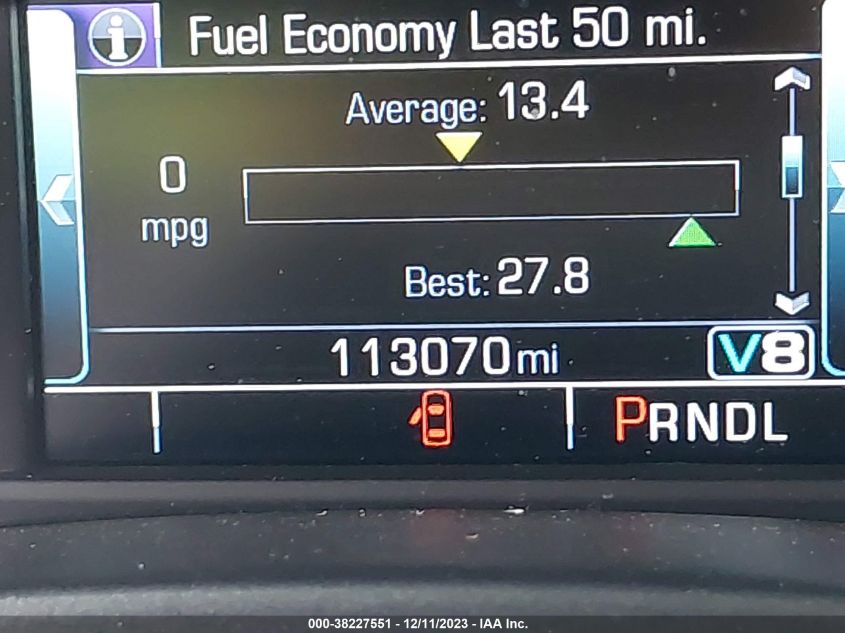 i Fuel Economy Last 50 mi.
Average: 13.4
0
mpg
Best: 27.8
113070 mi V8
PRNDL
000-38227551 - 12/11/2023 - IAA Inc.